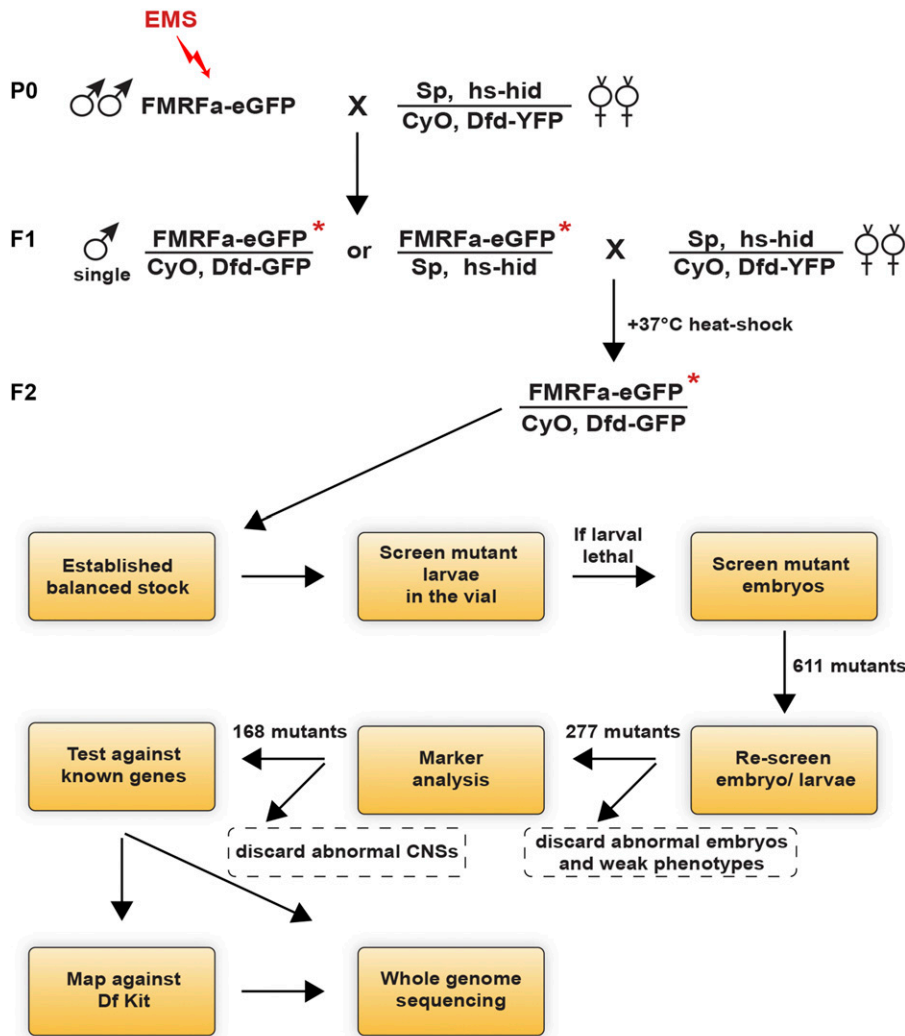 EMS
P0
FMRFa-eGFP
X
Sp, hs-hid
CyO, Dfd-YFP
F1
single
FMRFa-eGFP*
CyO, Dfd-GFP
or
FMRFa-eGFP*
Sp, hs-hid
X
Sp, hs-hid
CyO, Dfd-YFP
+37°C heat-shock
F2
FMRFa-eGFP*
CyO, Dfd-GFP
Established
balanced stock
Screen mutant
larvae
in the vial
If larval
lethal
Screen mutant
embryos
611 mutants
Re-screen
embryo/ larvae
277 mutants
discard abnormal embryos
and weak phenotypes
Marker
analysis
168 mutants
discard abnormal CNSs
Test against
known genes
Map against
Df Kit
Whole genome
sequencing